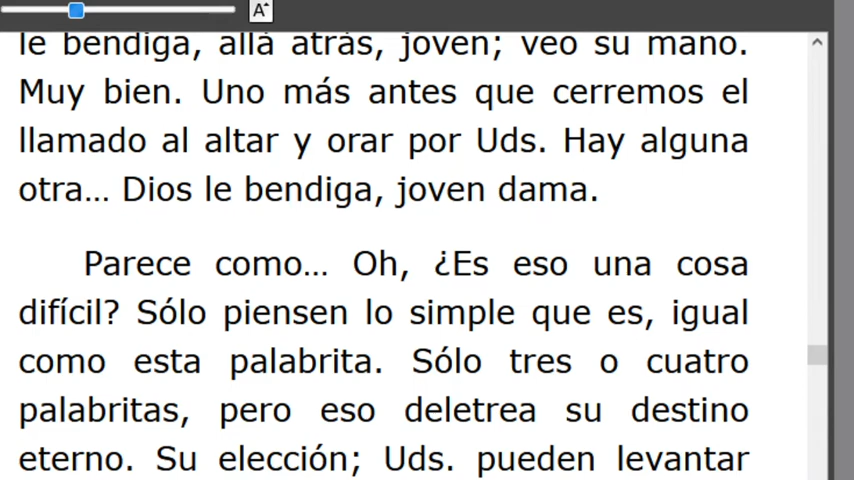 A
le bendiga, allá atrás, joven; veo su mano.
Muy bien. Uno más antes que cerremos el
llamado al altar y orar por Uds. Hay alguna
otra… Dios le bendiga, joven dama.
Parece como… Oh, ¿Es eso una cosa
difícil? Sólo piensen lo simple que es, igual
como esta palabrita. Sólo tres o cuatro
palabritas, pero eso deletrea su destino
eterno. Su elección; Uds. pueden levantar